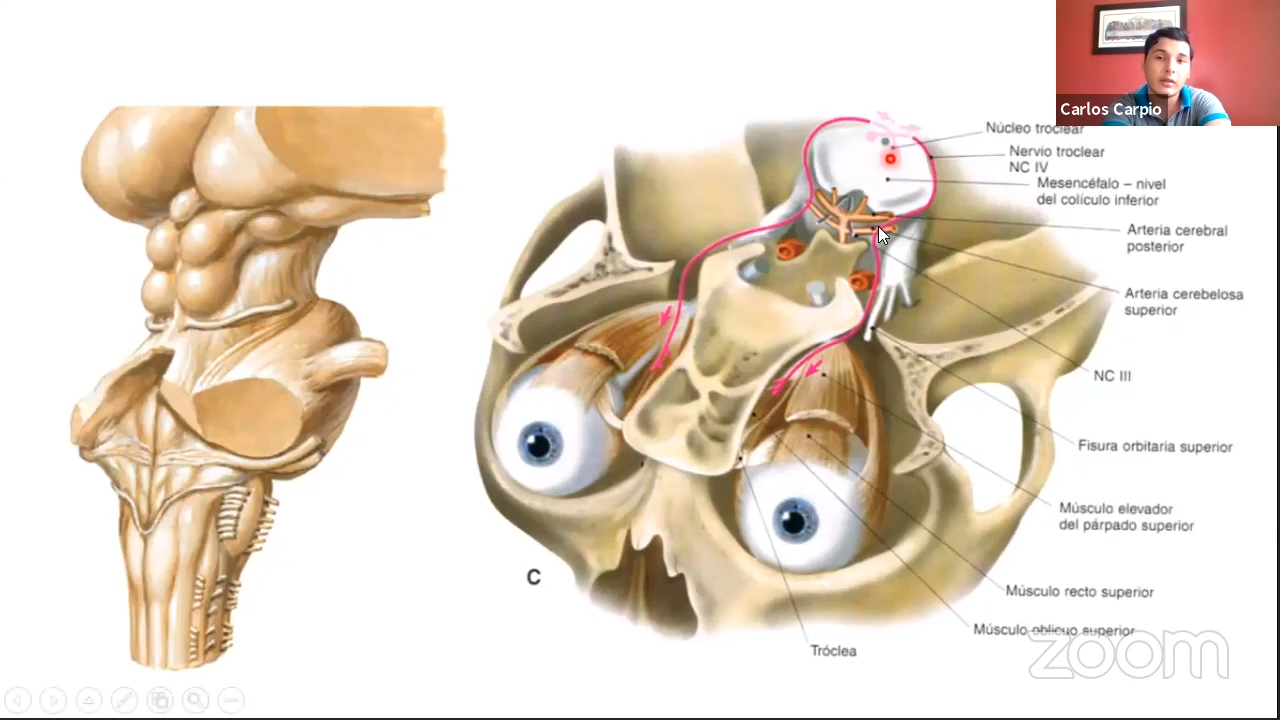 Carlos Carpio
Núcleo troclear
Nervio troclear
NC IV
Mesencéfalo – nivel
del colículo inferior
Arteria cerebral
posterior
Arteria cerebelosa
superior
NC III
Fisura orbitaria superior
Músculo elevador
del párpado superior
Músculo recto superior
Músculo oblicuo superior
Tróclea
C
zoom